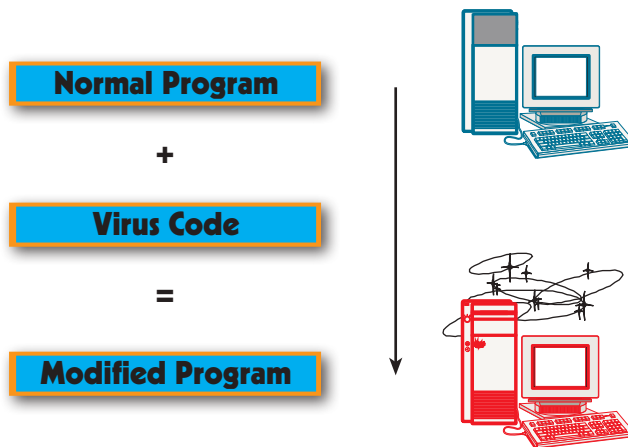 Normal Program
+
Virus Code
=
Modified Program